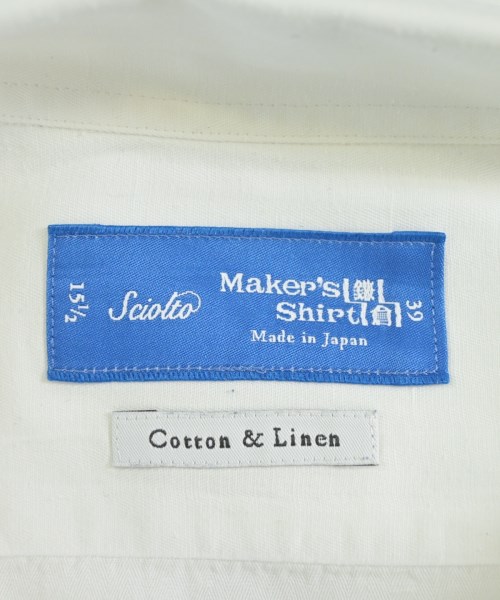 15½
Sciolto
Maker's 鎌
Shirt 倉
Made in Japan
39
Cotton & Linen